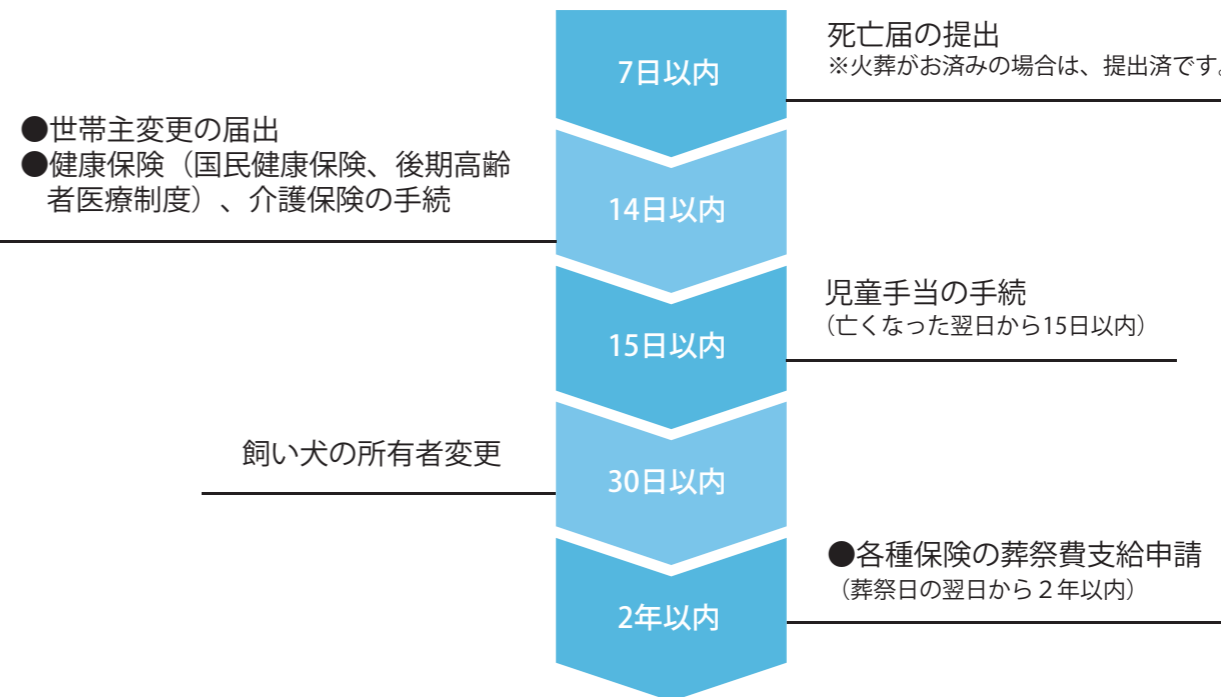 7日以内
死亡届の提出
※火葬がお済みの場合は、提出済です。
●世帯主変更の届出
●健康保険（国民健康保険、後期高齢
者医療制度）、介護保険の手続
14日以内
15日以内
児童手当の手続
（亡くなった翌日から15日以内）
飼い犬の所有者変更
30日以内
2年以内
●各種保険の葬祭費支給申請
（葬祭日の翌日から２年以内）